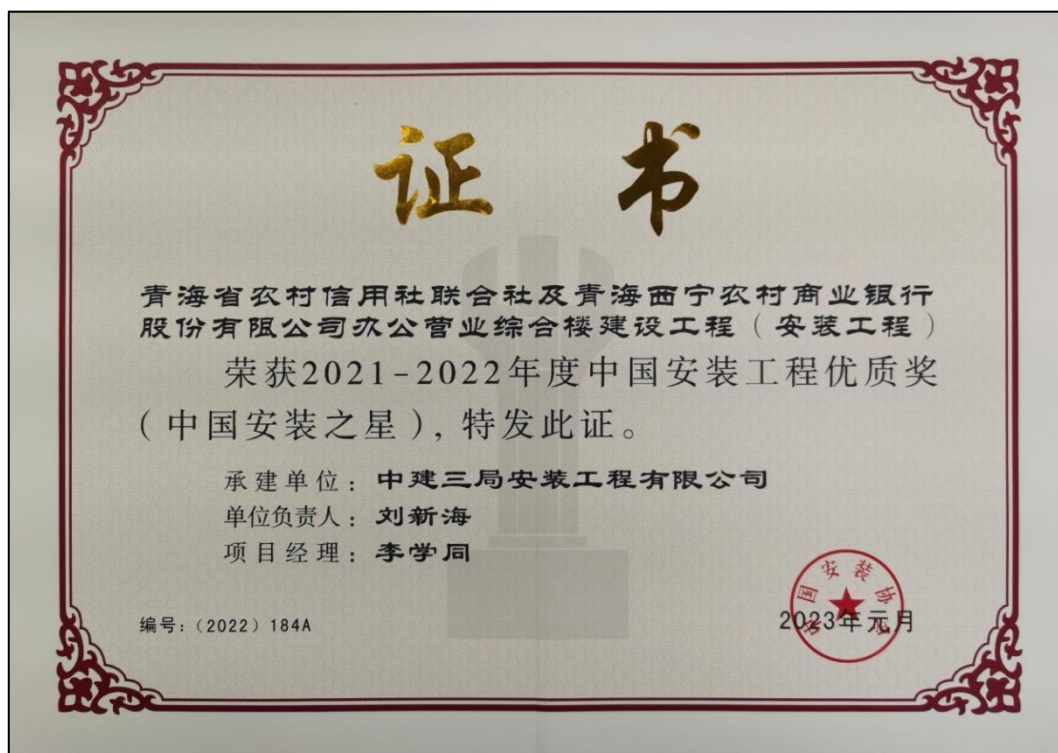 证书
青海省农村信用社联合社及青海西宁农村商业银行
股份有限公司办公营业综合楼建设工程（安装工程）
荣获2021-2022年度中国安装工程优质奖
（中国安装之星），特发此证。
承建单位：中建三局安装工程有限公司
单位负责人：刘新海
项目经理：李学同
中国安装协会
编号：（2022）184A
2023年元月